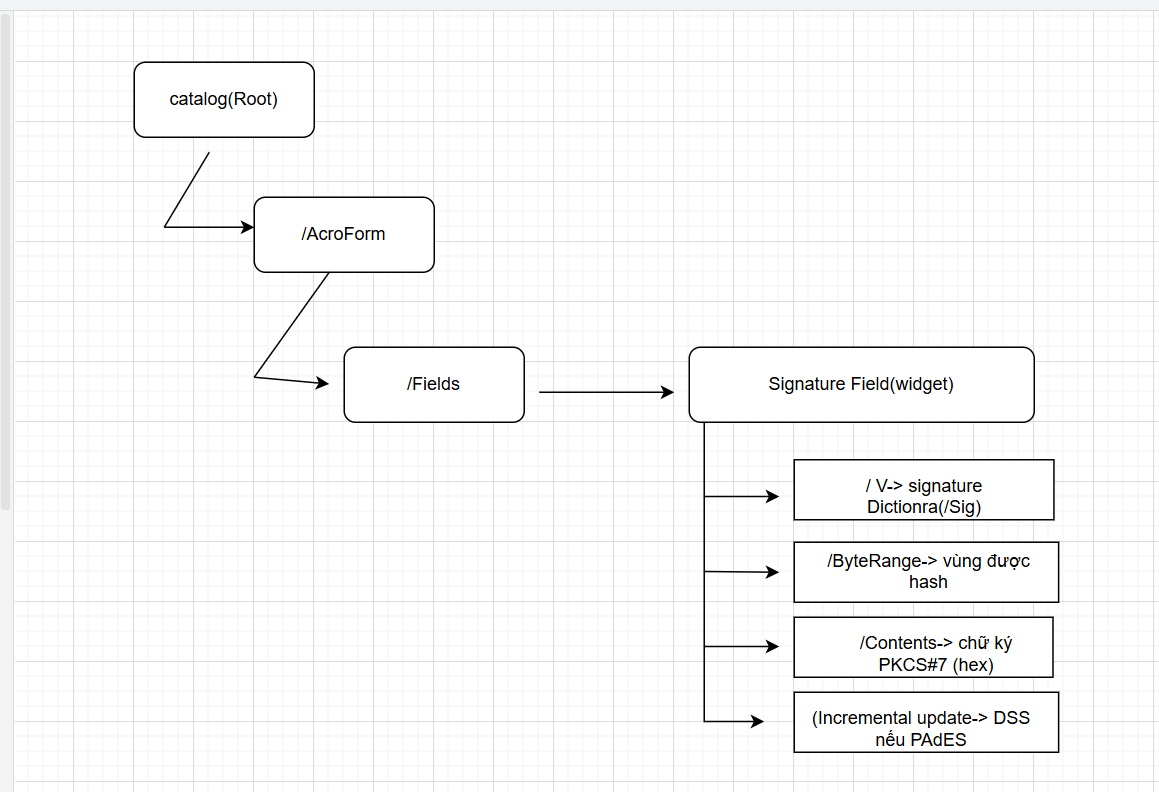 catalog(Root)
/AcroForm
/Fields
Signature Field(widget)
/ V-> signature
Dictionra(/Sig)
/ByteRange-> vùng được
hash
/Contents-> chữ ký
PKCS#7 (hex)
(Incremental update-> DSS
nếu PAdES